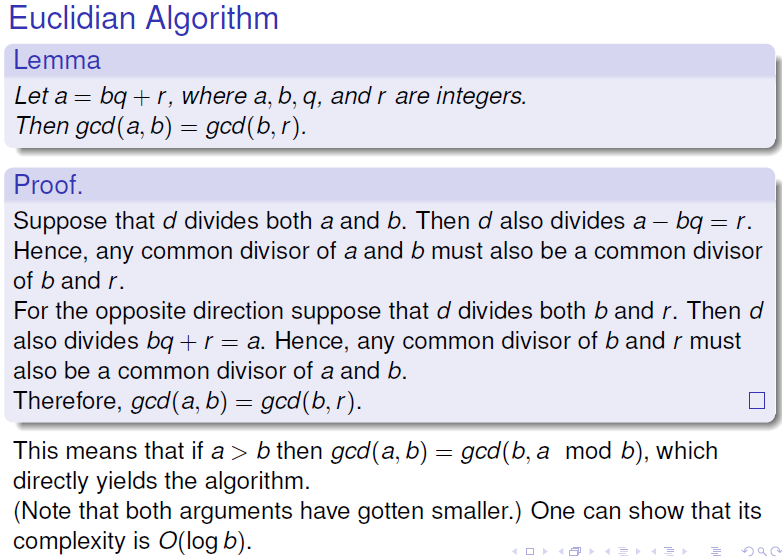 Euclidian Algorithm
Lemma
Let a = bq + r, where a, b, q, and r are integers.
Then gcd(a, b) = gcd(b, r).
Proof.
Suppose that d divides both a and b. Then d also divides a − bq = r.
Hence, any common divisor of a and b must also be a common divisor
of b and r.
For the opposite direction suppose that d divides both b and r. Then d
also divides bq + r = a. Hence, any common divisor of b and r must
also be a common divisor of a and b.
Therefore, gcd(a, b) = gcd(b, r). □
This means that if a > b then gcd(a, b) = gcd(b, a mod b), which
directly yields the algorithm.
(Note that both arguments have gotten smaller.) One can show that its
complexity is O(log b).